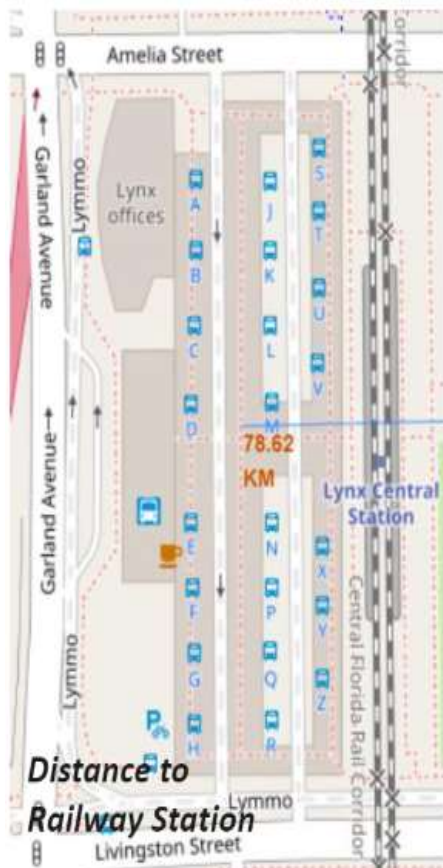 Corridor
Amelia Street
Garland Avenue
Lymmo
Lynx
offices
A
J
S
B
K
T
C
L
U
D
M
V
78.62
KM
Lynx Central
Station
Garland Avenue
E
N
X
F
P
Y
G
Q
Z
H
R
P
Lymmo
Central Florida Rail Corridor
Distance to
Railway Station
Lymmo
Livingston Street